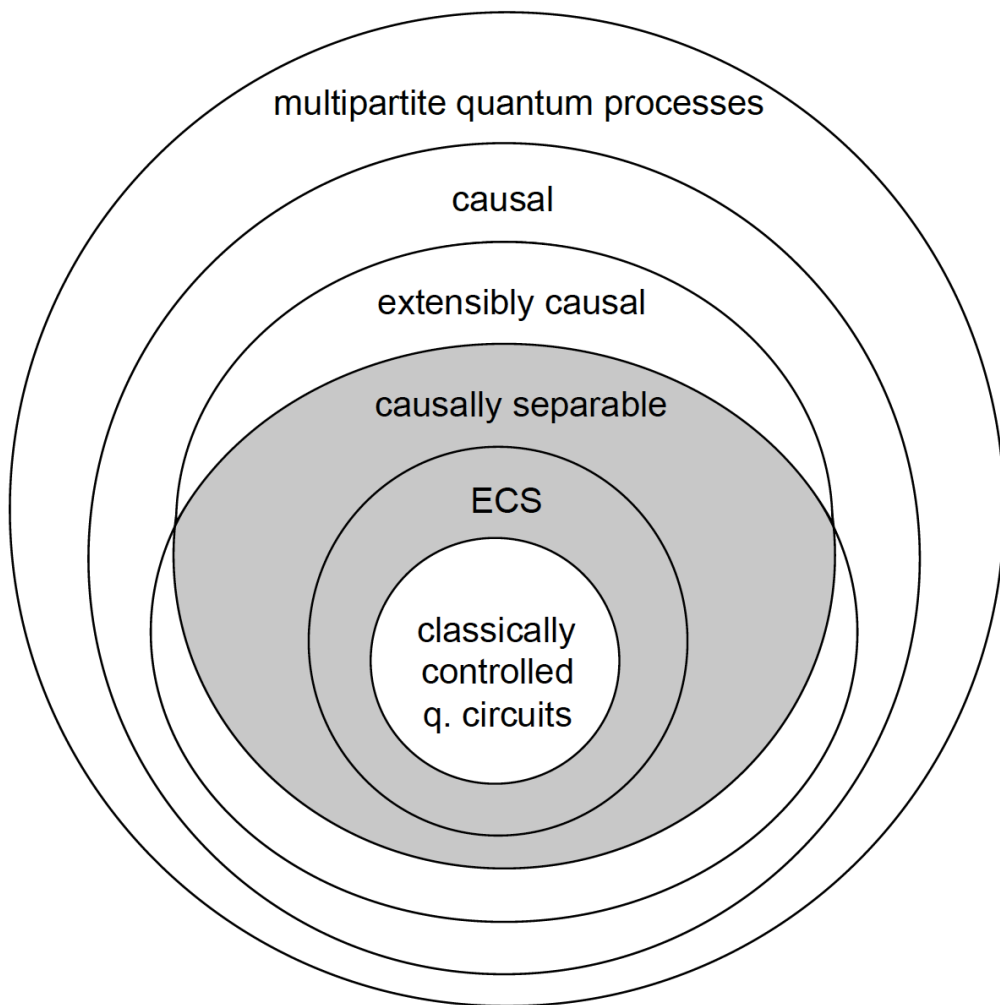 multipartite quantum processes
causal
extensibly causal
causally separable
ECS
classically
controlled
q. circuits